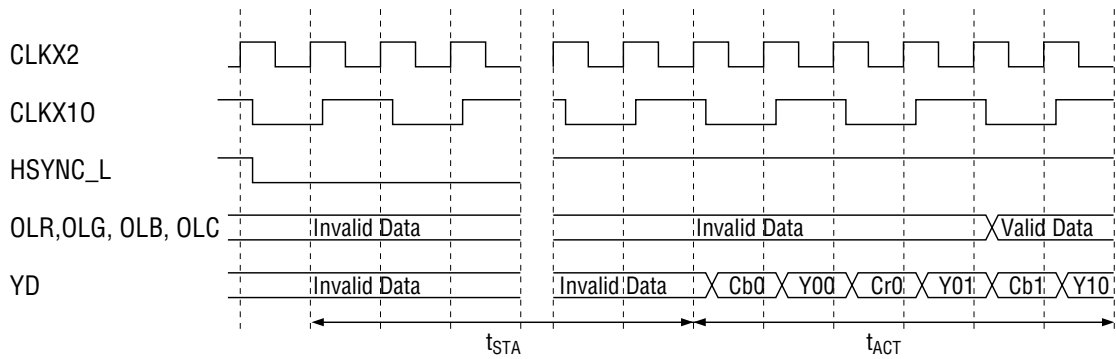 CLKX2
CLKX1O
HSYNC_L
OLR,OLG, OLB, OLC Invalid Data Invalid Data Valid Data
YD Invalid Data Invalid Data Cb0 Y00 Cr0 Y01 Cb1 Y10
tSTA tACT